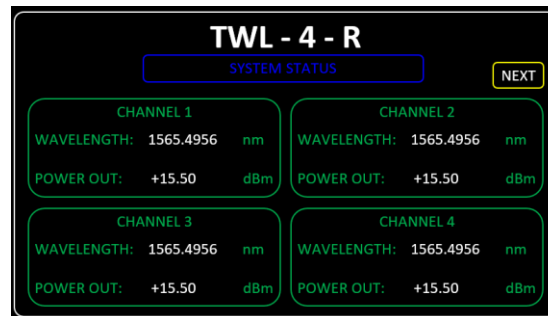 TWL - 4 - R
SYSTEM STATUS
NEXT
CHANNEL 1
WAVELENGTH: 1565.4956 nm
POWER OUT: +15.50 dBm
CHANNEL 2
WAVELENGTH: 1565.4956 nm
POWER OUT: +15.50 dBm
CHANNEL 3
WAVELENGTH: 1565.4956 nm
POWER OUT: +15.50 dBm
CHANNEL 4
WAVELENGTH: 1565.4956 nm
POWER OUT: +15.50 dBm